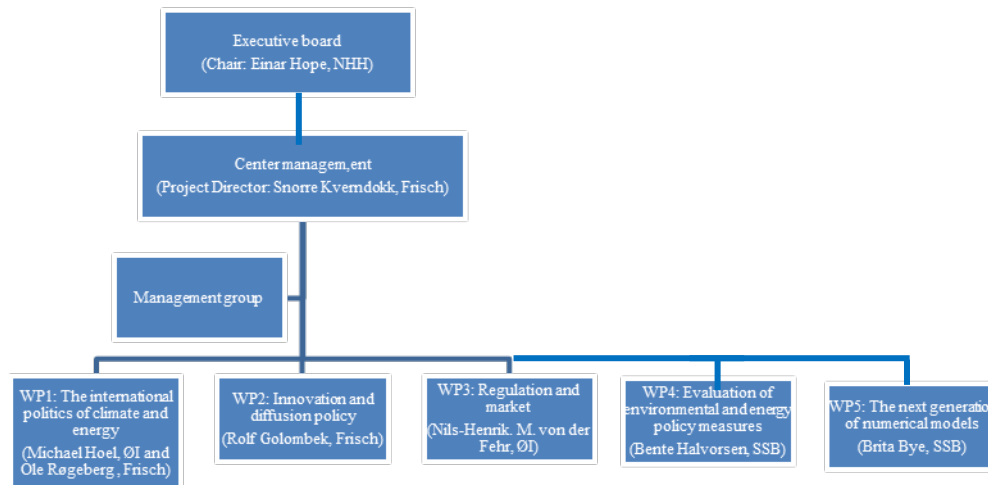 Executive board
(Chair: Einar Hope, NHH)
Center managem,ent
(Project Director: Snorre Kverndokk, Frisch)
Management group
WP1: The international
politics of climate and
energy
(Michael Hoel, ØI and
Ole Røgeberg , Frisch)
WP2: Innovation and
diffusion policy
(Rolf Golombek, Frisch)
WP3: Regulation and
market
(Nils-Henrik. M. von der
Fehr, ØI)
WP4: Evaluation of
environmental and energy
policy measures
(Bente Halvorsen, SSB)
WP5: The next generation
of numerical models
(Brita Bye, SSB)